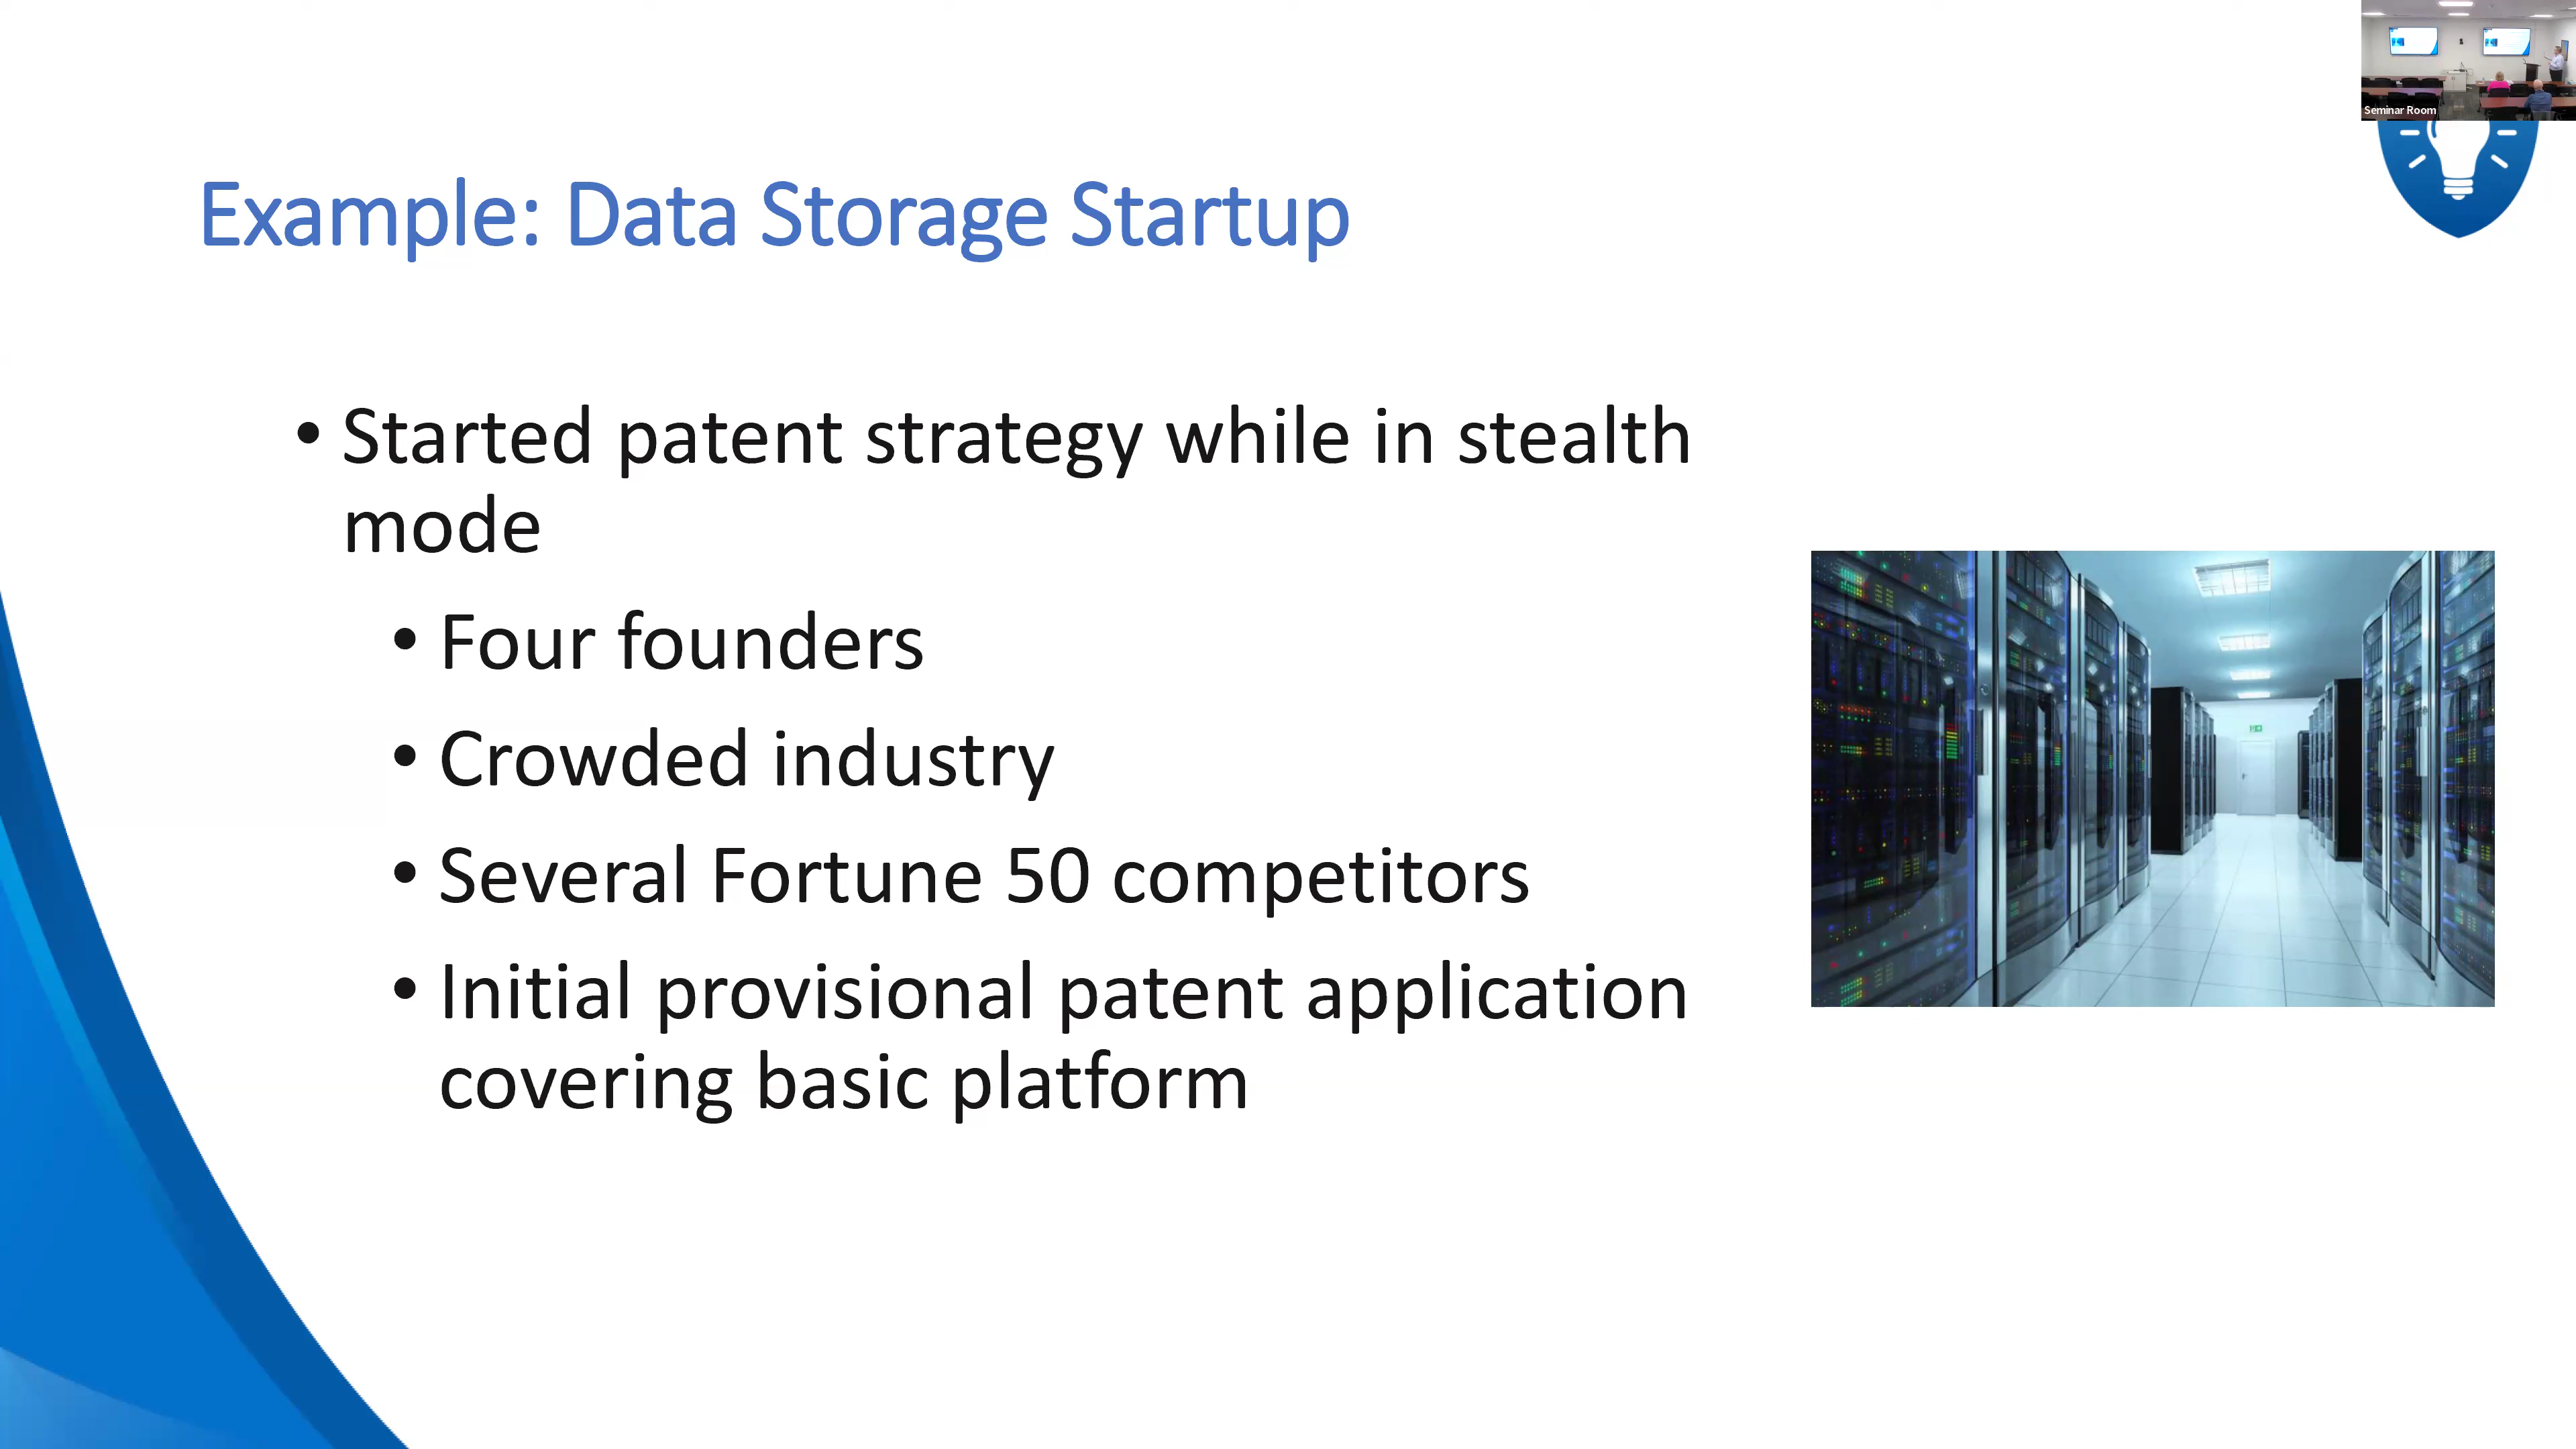 Seminar Room
Example: Data Storage Startup
• Started patent strategy while in stealth
mode
• Four founders
• Crowded industry
• Several Fortune 50 competitors
• Initial provisional patent application
covering basic platform